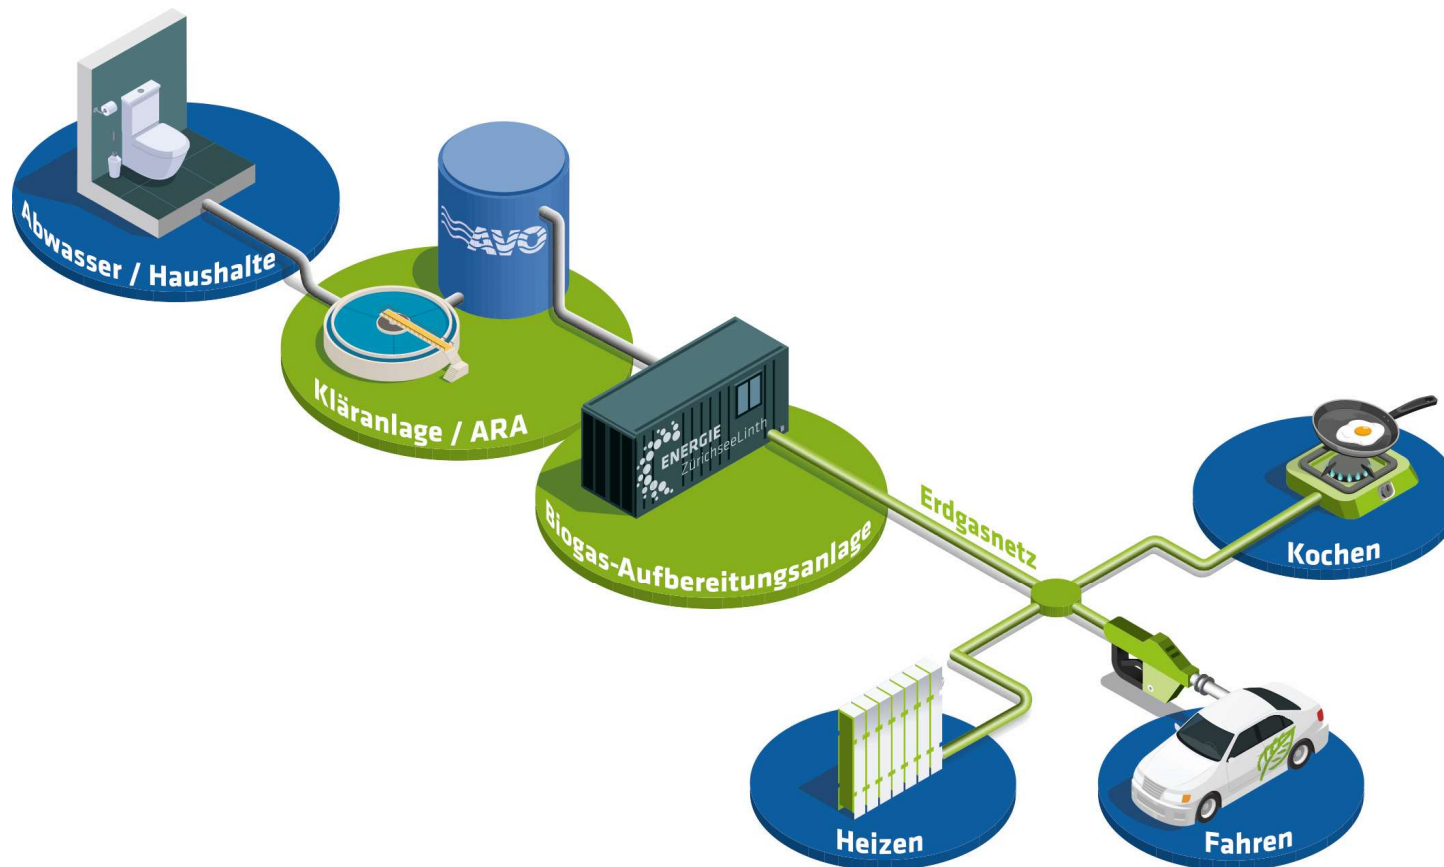 Abwasser / Haushalte
AVO
Kläranlage / ARA
ENERGIE
ZürichseeLinth
Biogas-Aufbereitungsanlage
Erdgasnetz
Kochen
Heizen
Fahren